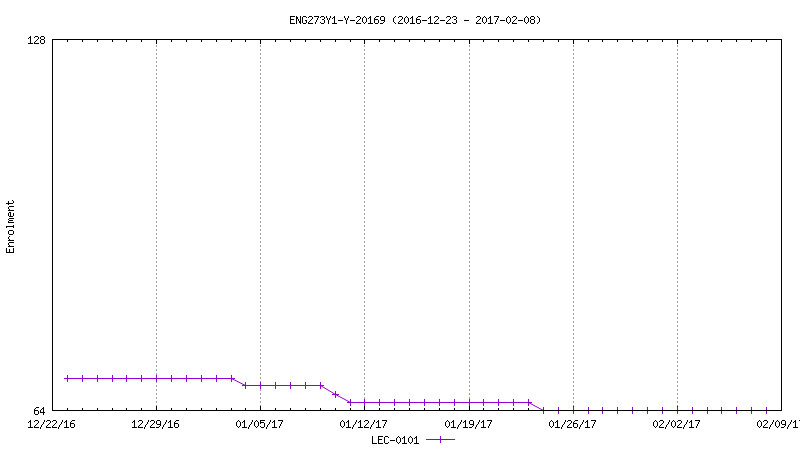 ENG273Y1-Y-20169 (2016-12-23 - 2017-02-08)
128
Enrolment
64
12/22/16 12/29/16 01/05/17 01/12/17 01/19/17 01/26/17 02/02/17 02/09/1
LEC-0101